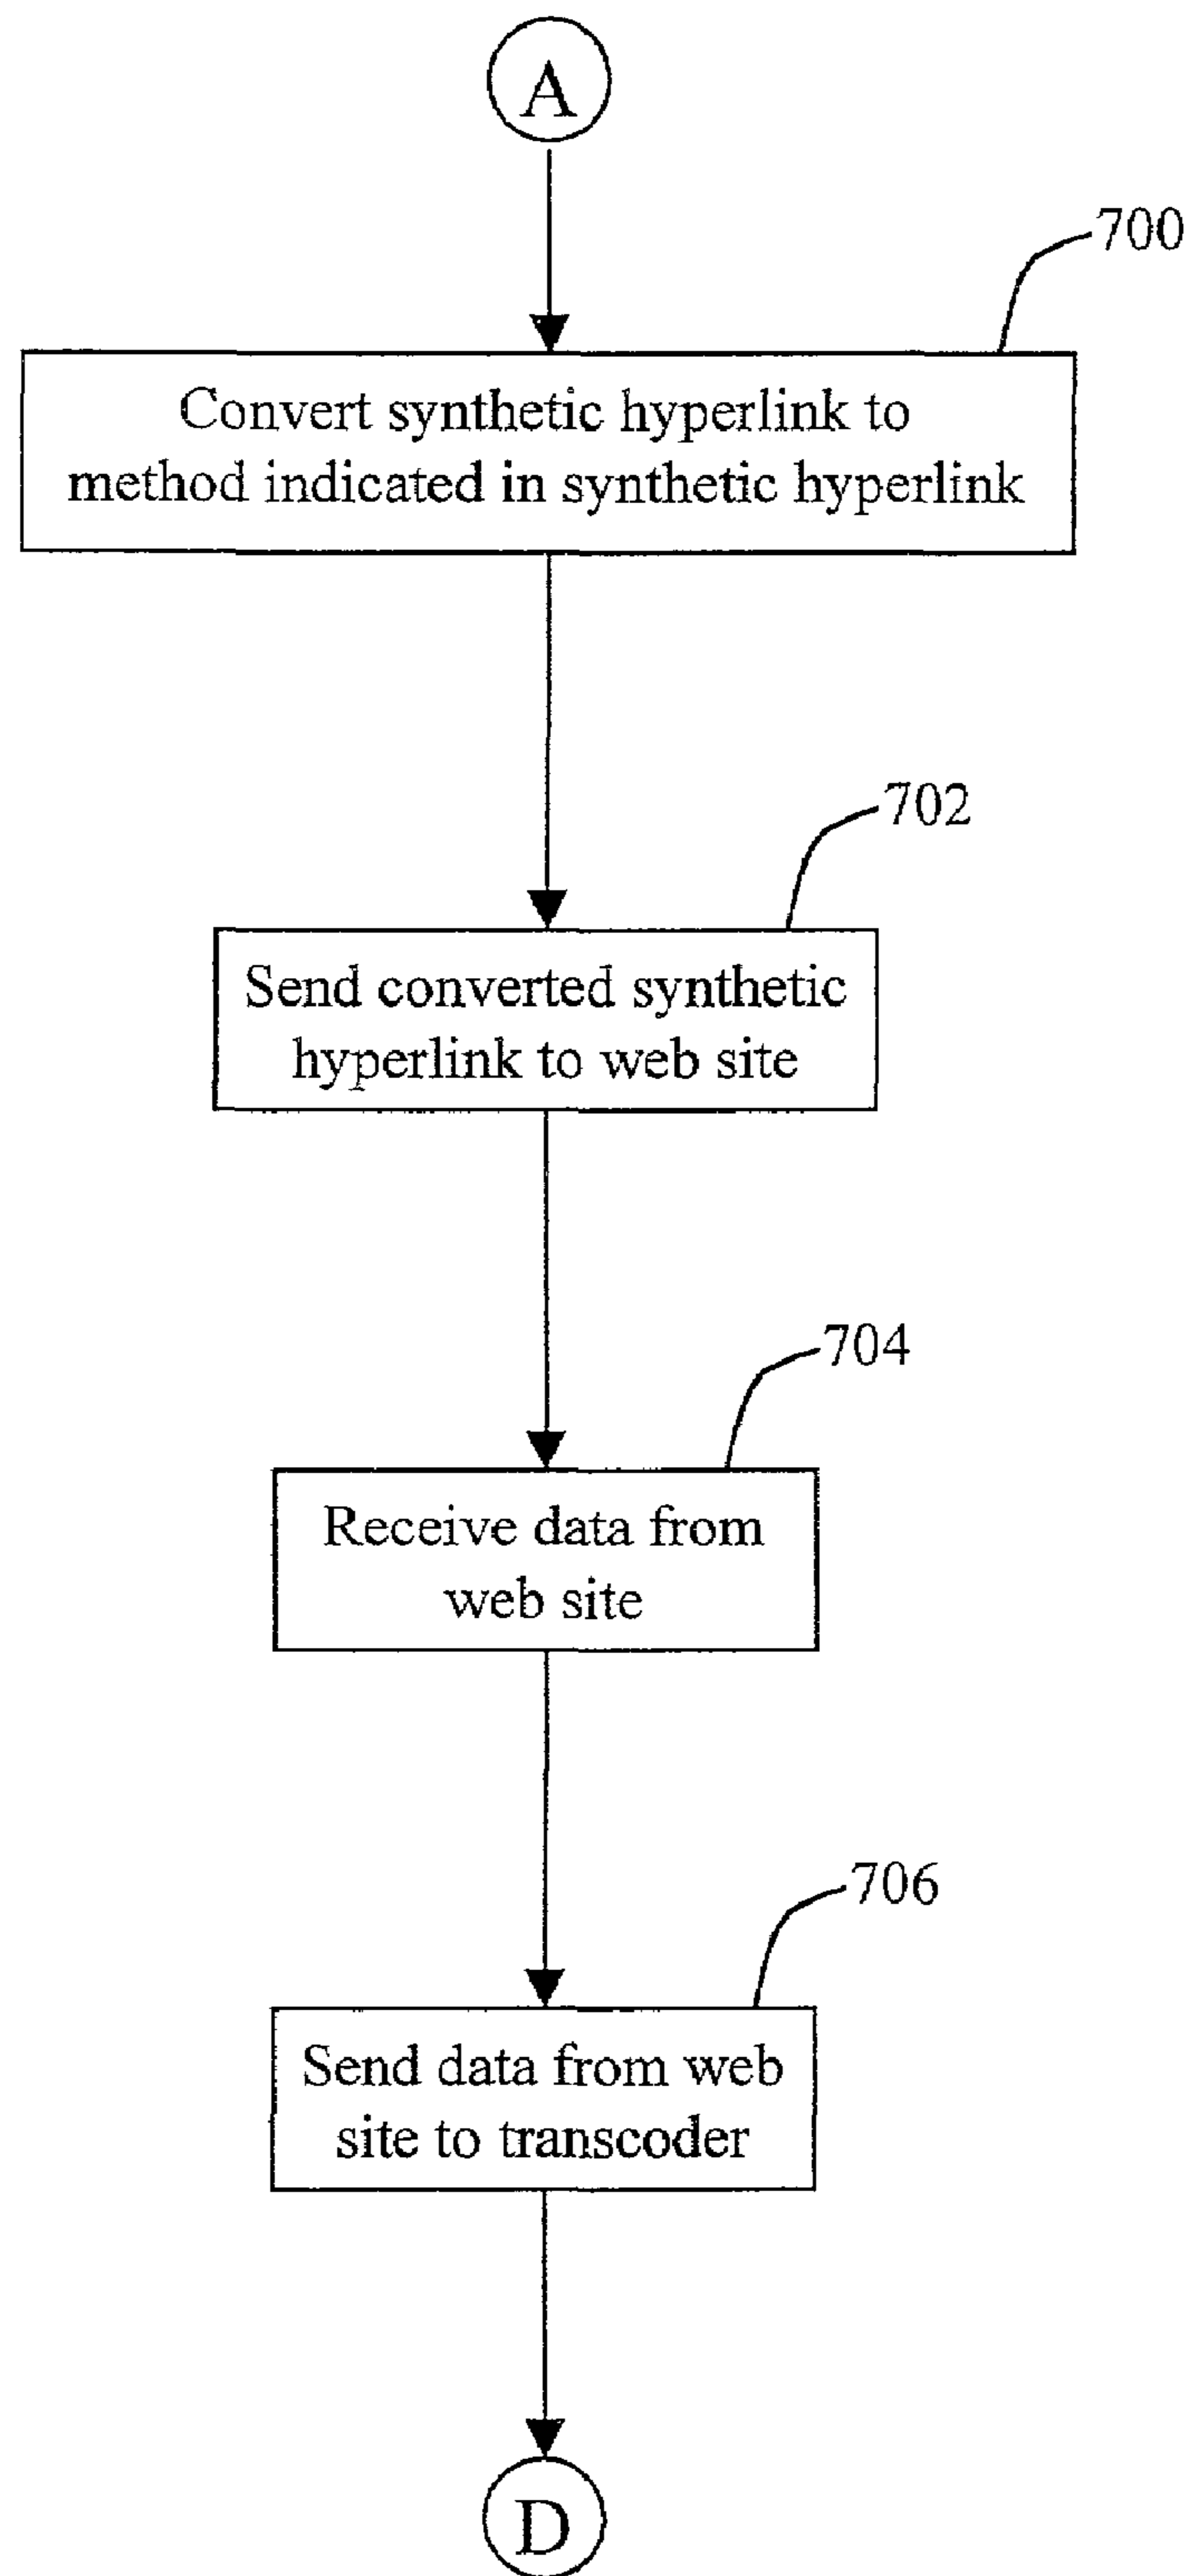 A
700
Convert synthetic hyperlink to
method indicated in synthetic hyperlink
702
Send converted synthetic
hyperlink to web site
704
Receive data from
web site
706
Send data from web
site to transcoder
D